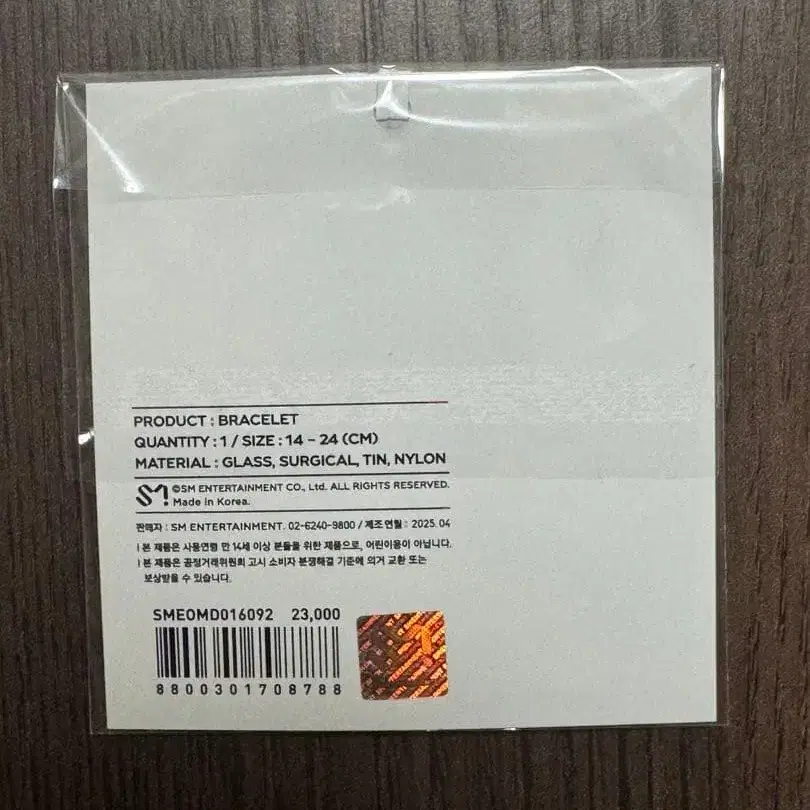 PRODUCT : BRACELET
QUANTITY : 1 / SIZE : 14 – 24 (CM)
MATERIAL : GLASS, SURGICAL, TIN, NYLON
SM ©SM ENTERTAINMENT CO., Ltd. ALL RIGHTS RESERVED.
Made in Korea.
판매자 : SM ENTERTAINMENT. 02-6240-9800 / 제조연월 : 2025.04
! 본 제품은 사용연령 만 14세 이상 분들을 위한 제품으로, 어린이용이 아닙니다.
! 본 제품은 공정거래위원회 고시 소비자 분쟁해결 기준에 의거 교환 또는
보상받을 수 있습니다.
SMEOMD016092 23,000
8800301708788